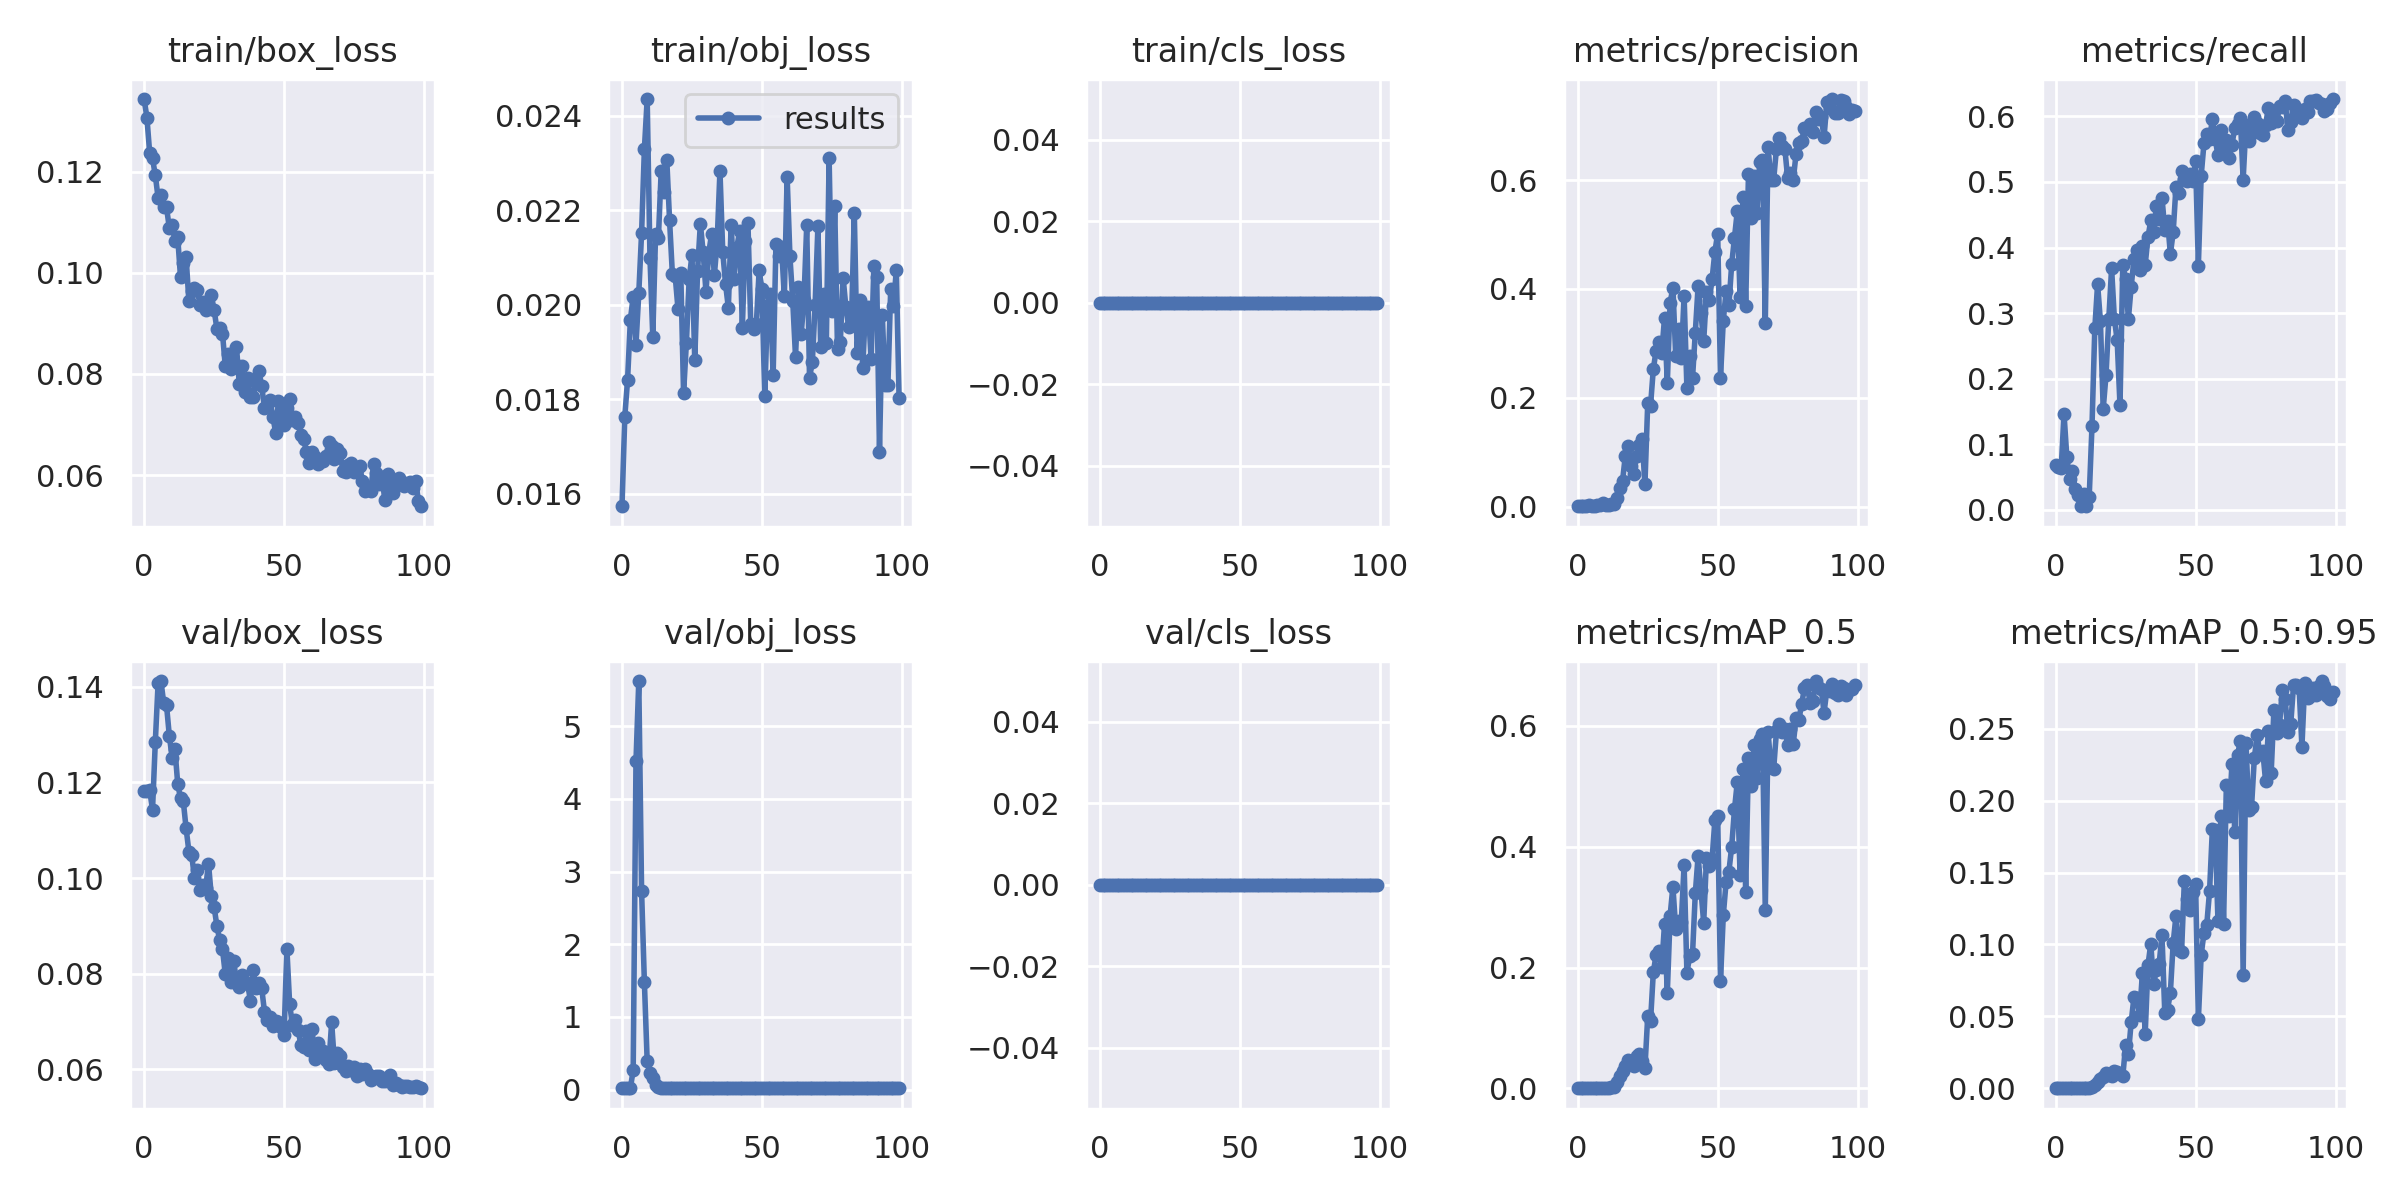 train/box_loss
0.12
0.10
0.08
0.06
0 50 100
train/obj_loss
results
0.024
0.022
0.020
0.018
0.016
0 50 100
train/cls_loss
0.04
0.02
0.00
−0.02
−0.04
0 50 100
metrics/precision
0.6
0.4
0.2
0.0
0 50 100
metrics/recall
0.6
0.5
0.4
0.3
0.2
0.1
0.0
0 50 100
val/box_loss
0.14
0.12
0.10
0.08
0.06
0 50 100
val/obj_loss
5
4
3
2
1
0
0 50 100
val/cls_loss
0.04
0.02
0.00
−0.02
−0.04
0 50 100
metrics/mAP_0.5
0.6
0.4
0.2
0.0
0 50 100
metrics/mAP_0.5:0.95
0.25
0.20
0.15
0.10
0.05
0.00
0 50 100